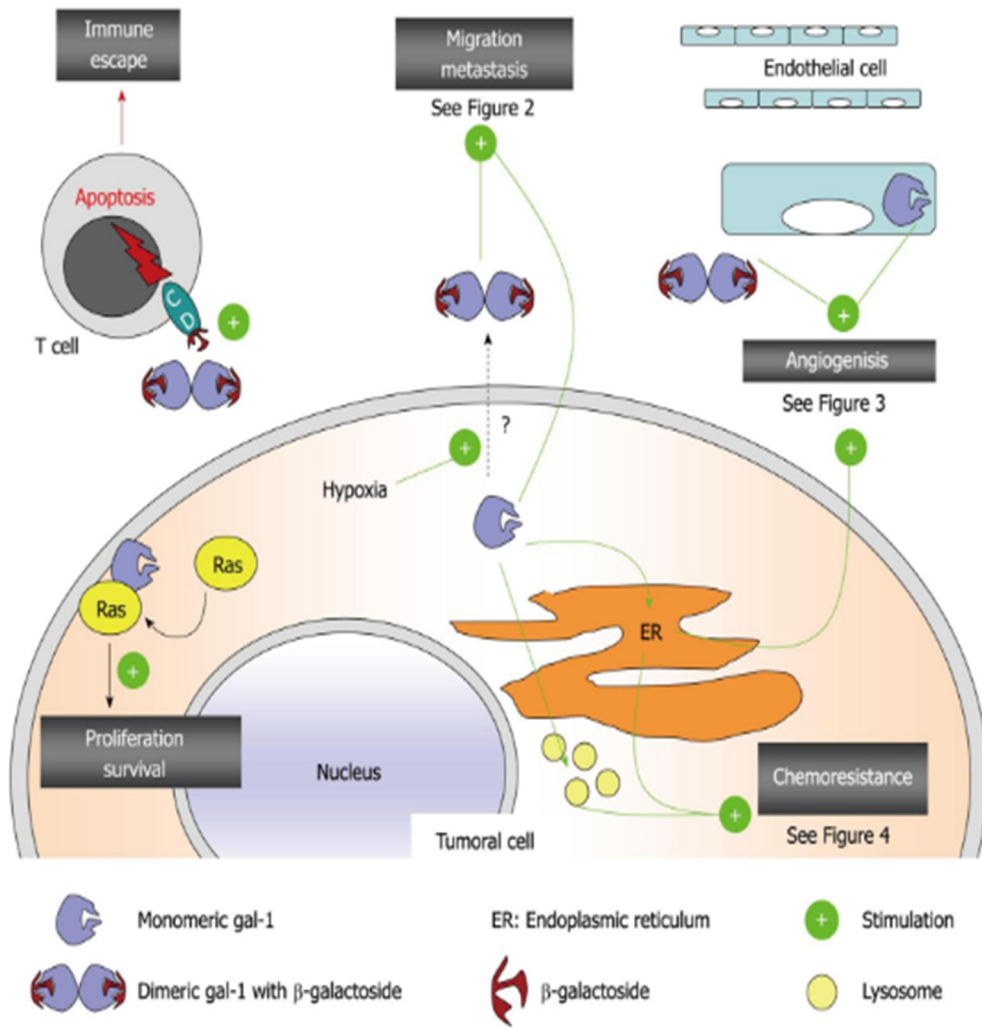 Immune
escape
Migration
metastasis
See Figure 2
Endothelial cell
Apoptosis
C
D
+
T cell
+
+
Angiogenisis
See Figure 3
+
?
+
Hypoxia
Ras
Ras
ER
+
Proliferation
survival
Nucleus
Chemoresistance
+
See Figure 4
Tumoral cell
Monomeric gal-1
ER: Endoplasmic reticulum
+
Stimulation
Dimeric gal-1 with β-galactoside
β-galactoside
Lysosome